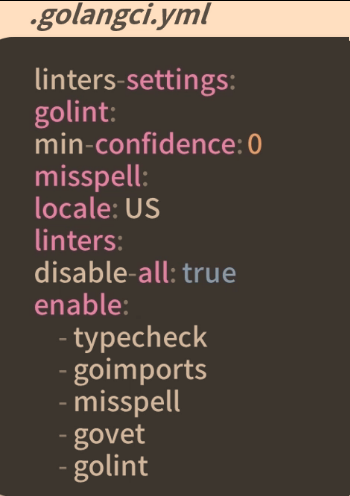 .golangci.yml
linters-settings:
golint:
min-confidence: 0
misspell:
locale: US
linters:
disable-all: true
enable:
- typecheck
- goimports
- misspell
- govet
- golint